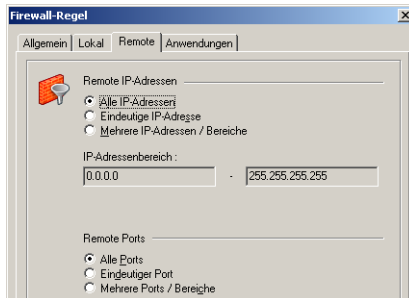 Firewall-Regel
Allgemein Lokal Remote Anwendungen
Remote IP-Adressen
Alle IP-Adressen
Eindeutige IP-Adresse
Mehrere IP-Adressen / Bereiche
IP-Adressenbereich :
0.0.0.0 - 255.255.255.255
Remote Ports
Alle Ports
Eindeutiger Port
Mehrere Ports / Bereiche